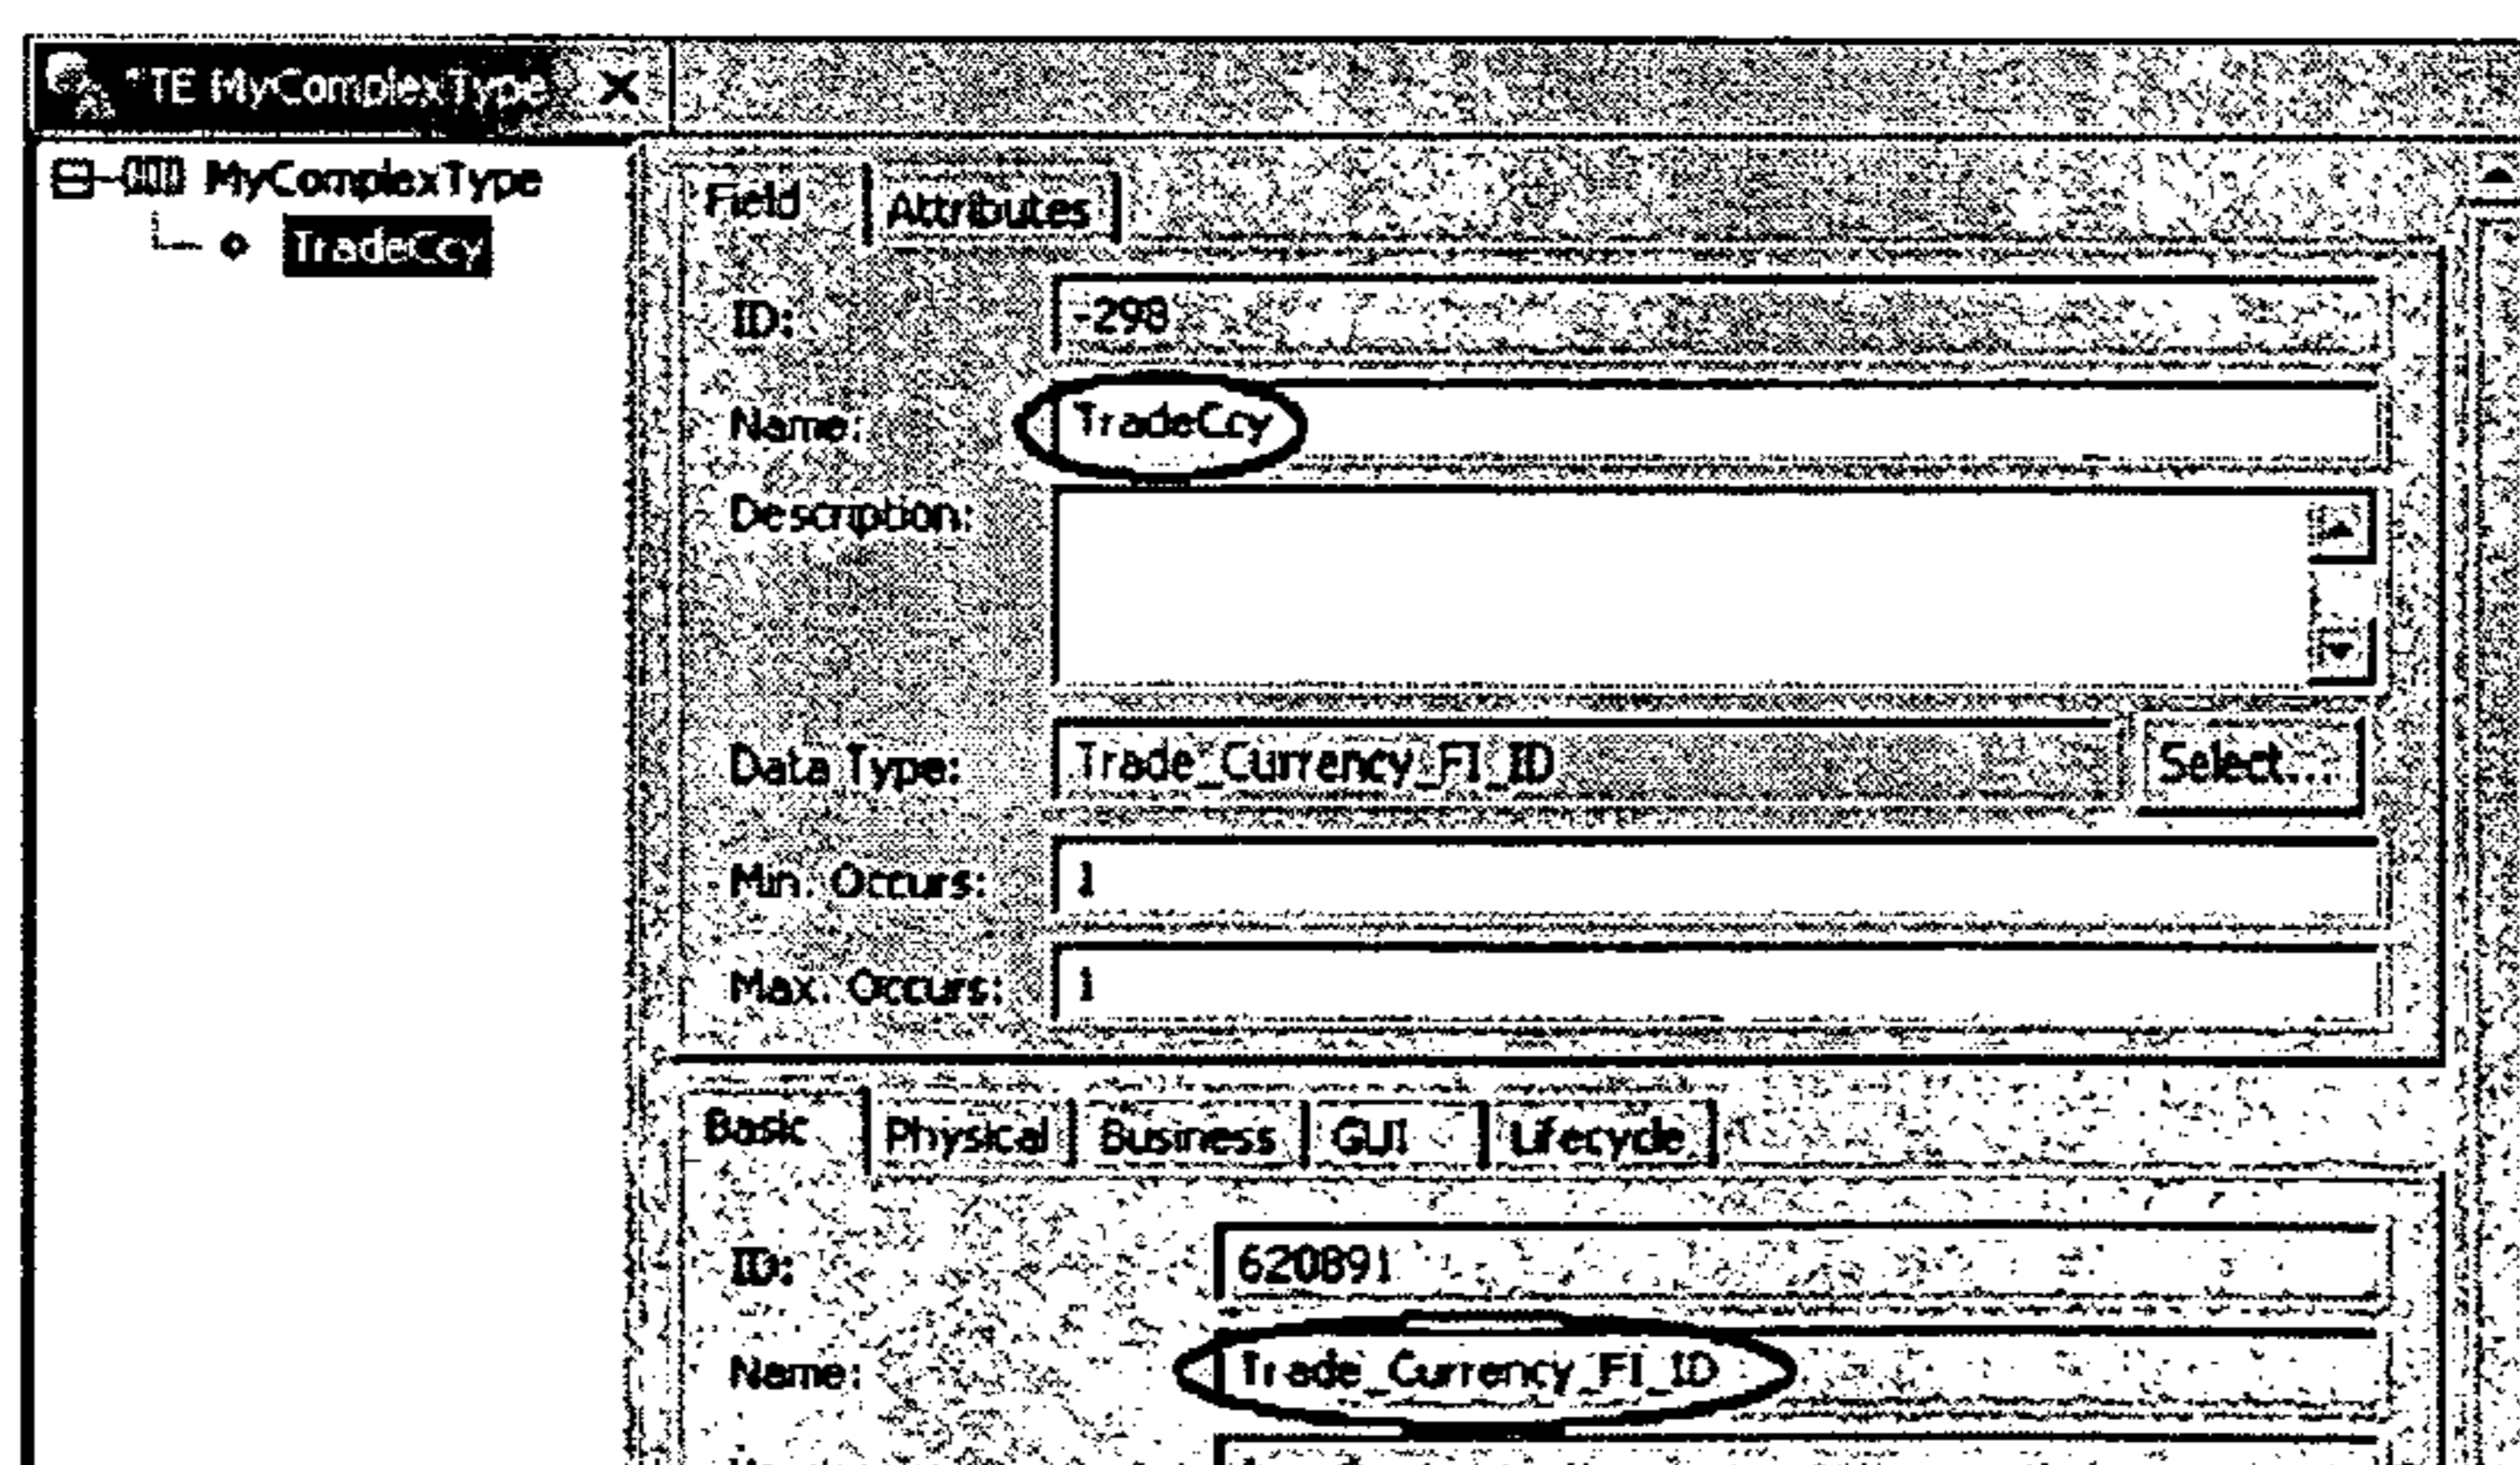 *TE MyComplexType X
MyComplexType
TradeCcy
Field Attributes
ID: -298
Name: TradeCcy
Description:
Data Type: Trade_Currency_FI_ID Select...
Min. Occurs: 1
Max. Occurs: 1
Basic Physical Business GUI Lifecycle
ID: 620891
Name: Trade_Currency_FI_ID